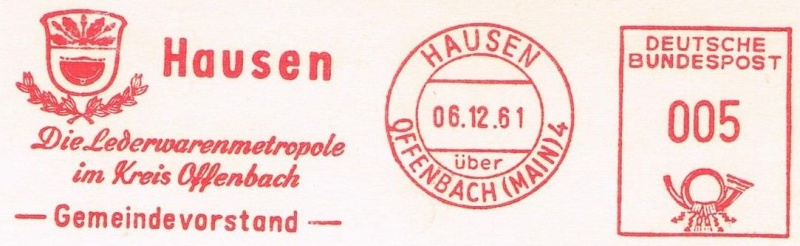 Hausen
Die Lederwarenmetropole
im Kreis Offenbach
— Gemeindevorstand —
HAUSEN
06.12.61
über
OFFENBACH (MAIN) 4
DEUTSCHE
BUNDESPOST
005